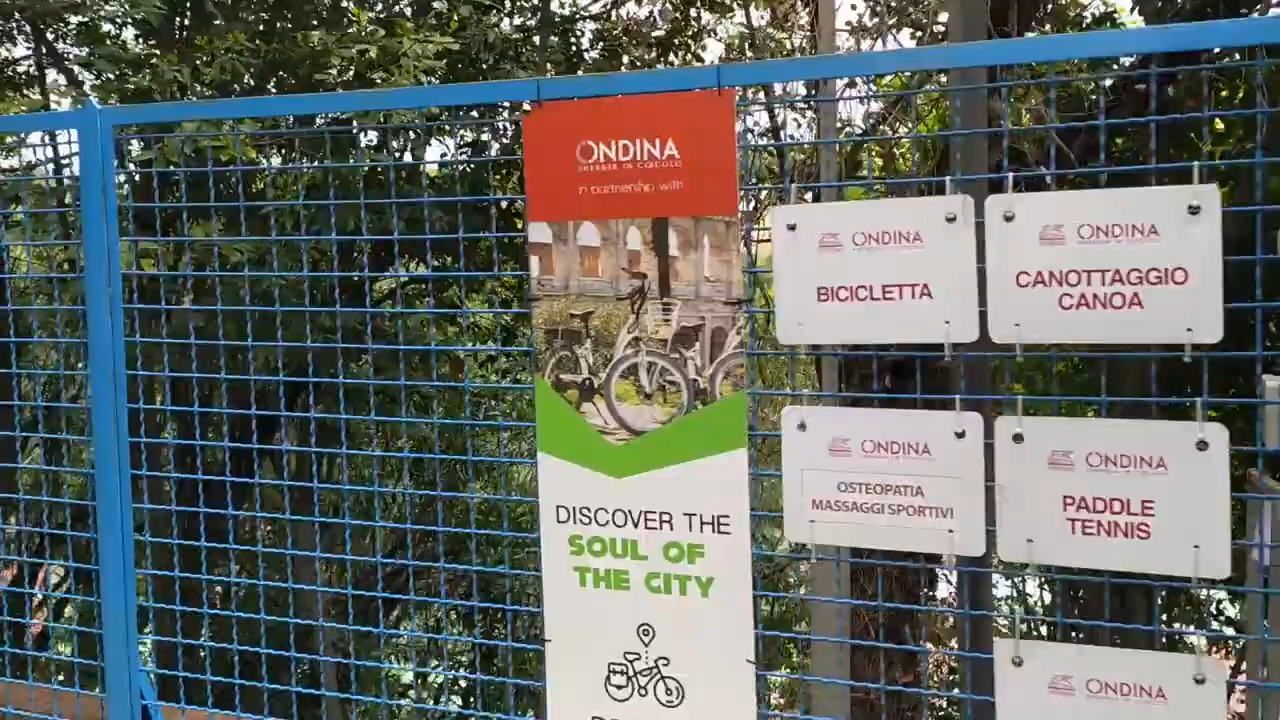 ONDINA
in partnership with
DISCOVER THE
SOUL OF
THE CITY
ONDINA
BICICLETTA
ONDINA
CANOTTAGGIO
CANOA
ONDINA
OSTEOPATIA
MASSAGGI SPORTIVI
ONDINA
PADDLE
TENNIS
ONDINA